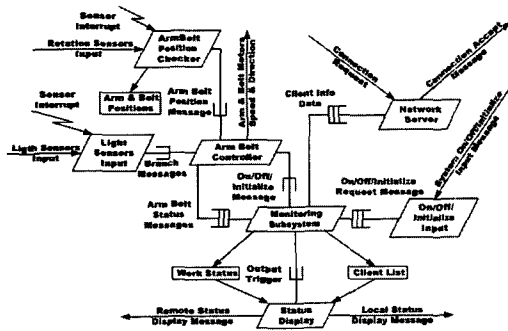 Sensor
Interrupt
Rotation Sensors
Input
ArmBelt
Position
Checker
Arm & Belt
Positions
Arm Belt
Position
Message
Arm & Belt Motors
Speed & Direction
Connection
Request
Connection Accept
Message
Client Info
Data
Network
Server
Sensor
Interrupt
Ligth Sensors
Input
Light
Sensors
Input
Branch
Messages
Arm Belt
Controller
On/Off/
Initialize
Message
System On/Off/Initialize
Input Message
On/Off/Initialize
Request Message
On/Off/
Initialize
Input
Arm Belt
Status
Messages
Monitoring
Subsystem
Work Status
Output
Trigger
Client List
Remote Status
Display Message
Status
Display
Local Status
Display Message